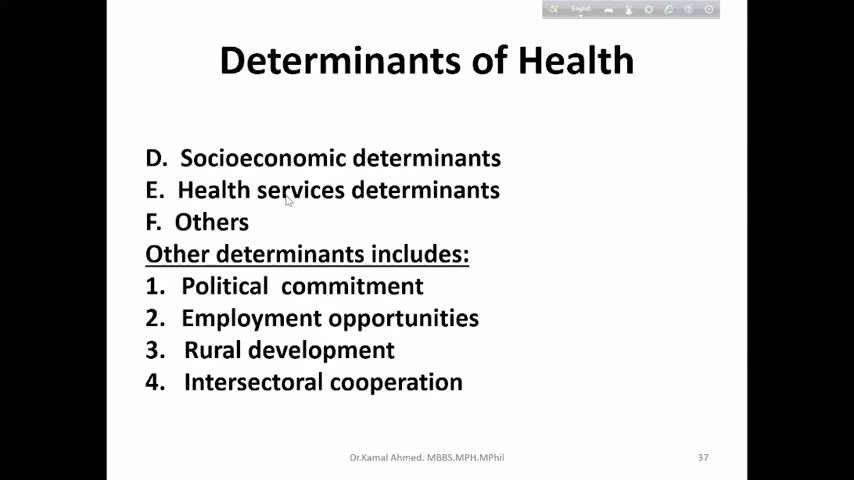 English
Determinants of Health
D. Socioeconomic determinants
E. Health services determinants
F. Others
Other determinants includes:
1. Political commitment
2. Employment opportunities
3. Rural development
4. Intersectoral cooperation
Dr.Kamal Ahmed. MBBS.MPH.MPhil 37